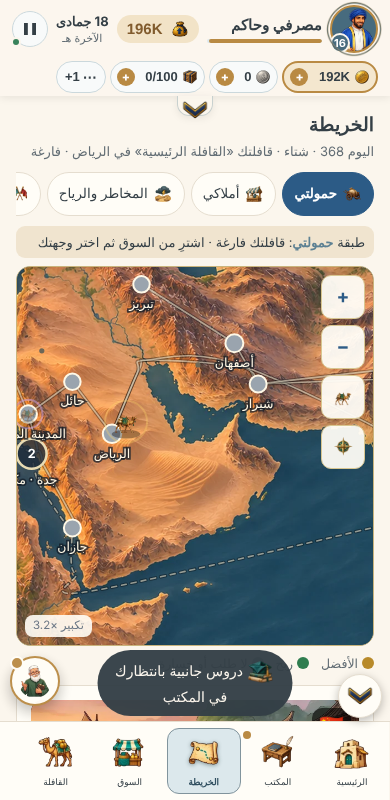 مصرفي وحاكم
16
196K
18 جمادى
الآخرة هـ
192K
0
0/100
+1 ⋯
الخريطة
اليوم 368 · شتاء · قافلتك «القافلة الرئيسية» في الرياض · فارغة
حمولتي
أملاكي
المخاطر والرياح
طبقة حمولتي: قافلتك فارغة · اشترِ من السوق ثم اختر وجهتك
تبريز
أصفهان
شيراز
حائل
الرياض
المدينة
2
جدة
جازان
تكبير ×3.2
الأفضل
دروس جانبية بانتظارك
في المكتب
الرئيسية
المكتب
الخريطة
السوق
القافلة